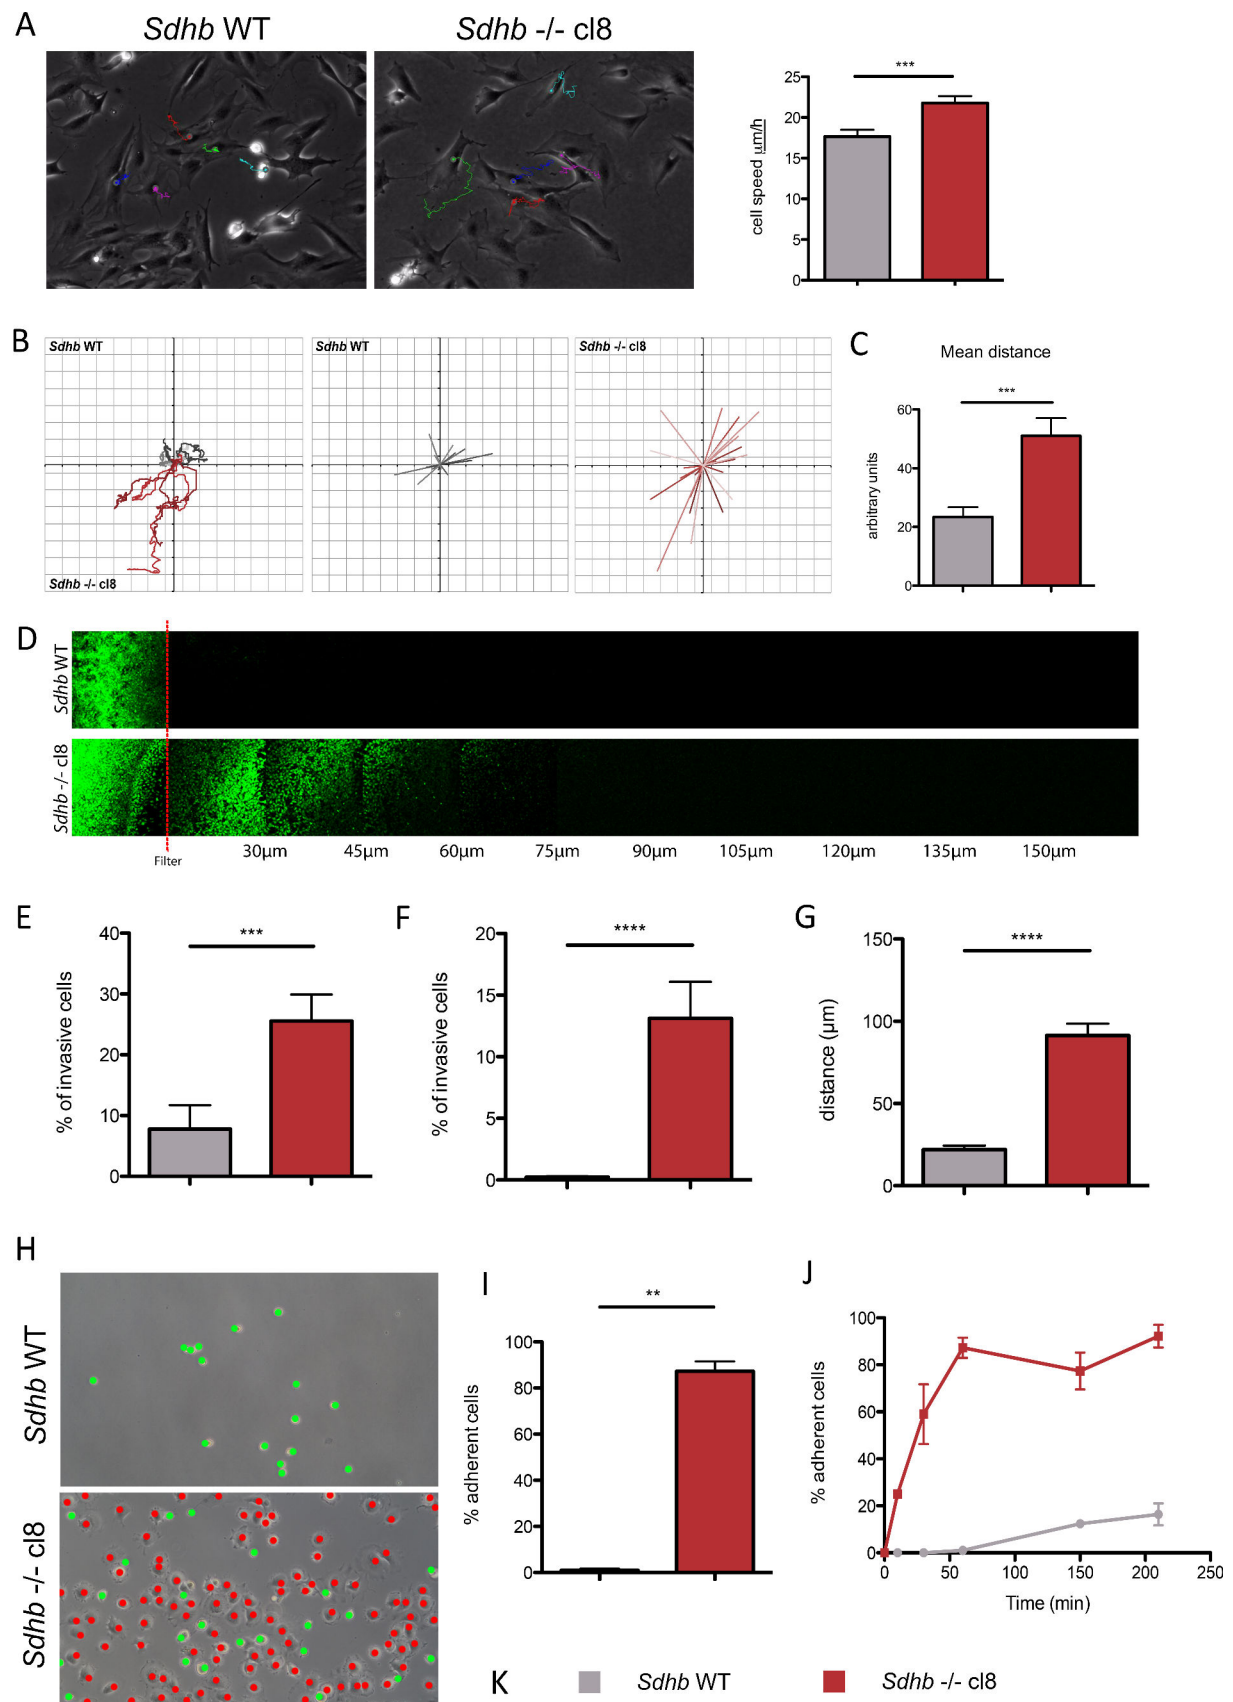 A
Sdhb WT
Sdhb -/- cl8
***
25
20
15
10
5
0
cell speed µm/h
B
Sdhb WT
Sdhb -/- cl8
Sdhb WT
Sdhb -/- cl8
C
Mean distance
***
60
40
20
0
arbitrary units
D
Sdhb WT
Sdhb -/- cl8
Filter
30µm
45µm
60µm
75µm
90µm
105µm
120µm
135µm
150µm
E
***
40
30
20
10
0
% of invasive cells
F
****
20
15
10
5
0
% of invasive cells
G
****
150
100
50
0
distance (µm)
H
Sdhb WT
Sdhb -/- cl8
I
**
100
80
60
40
20
0
% adherent cells
J
100
80
60
40
20
0
% adherent cells
0
50
100
150
200
250
Time (min)
K
Sdhb WT
Sdhb -/- cl8